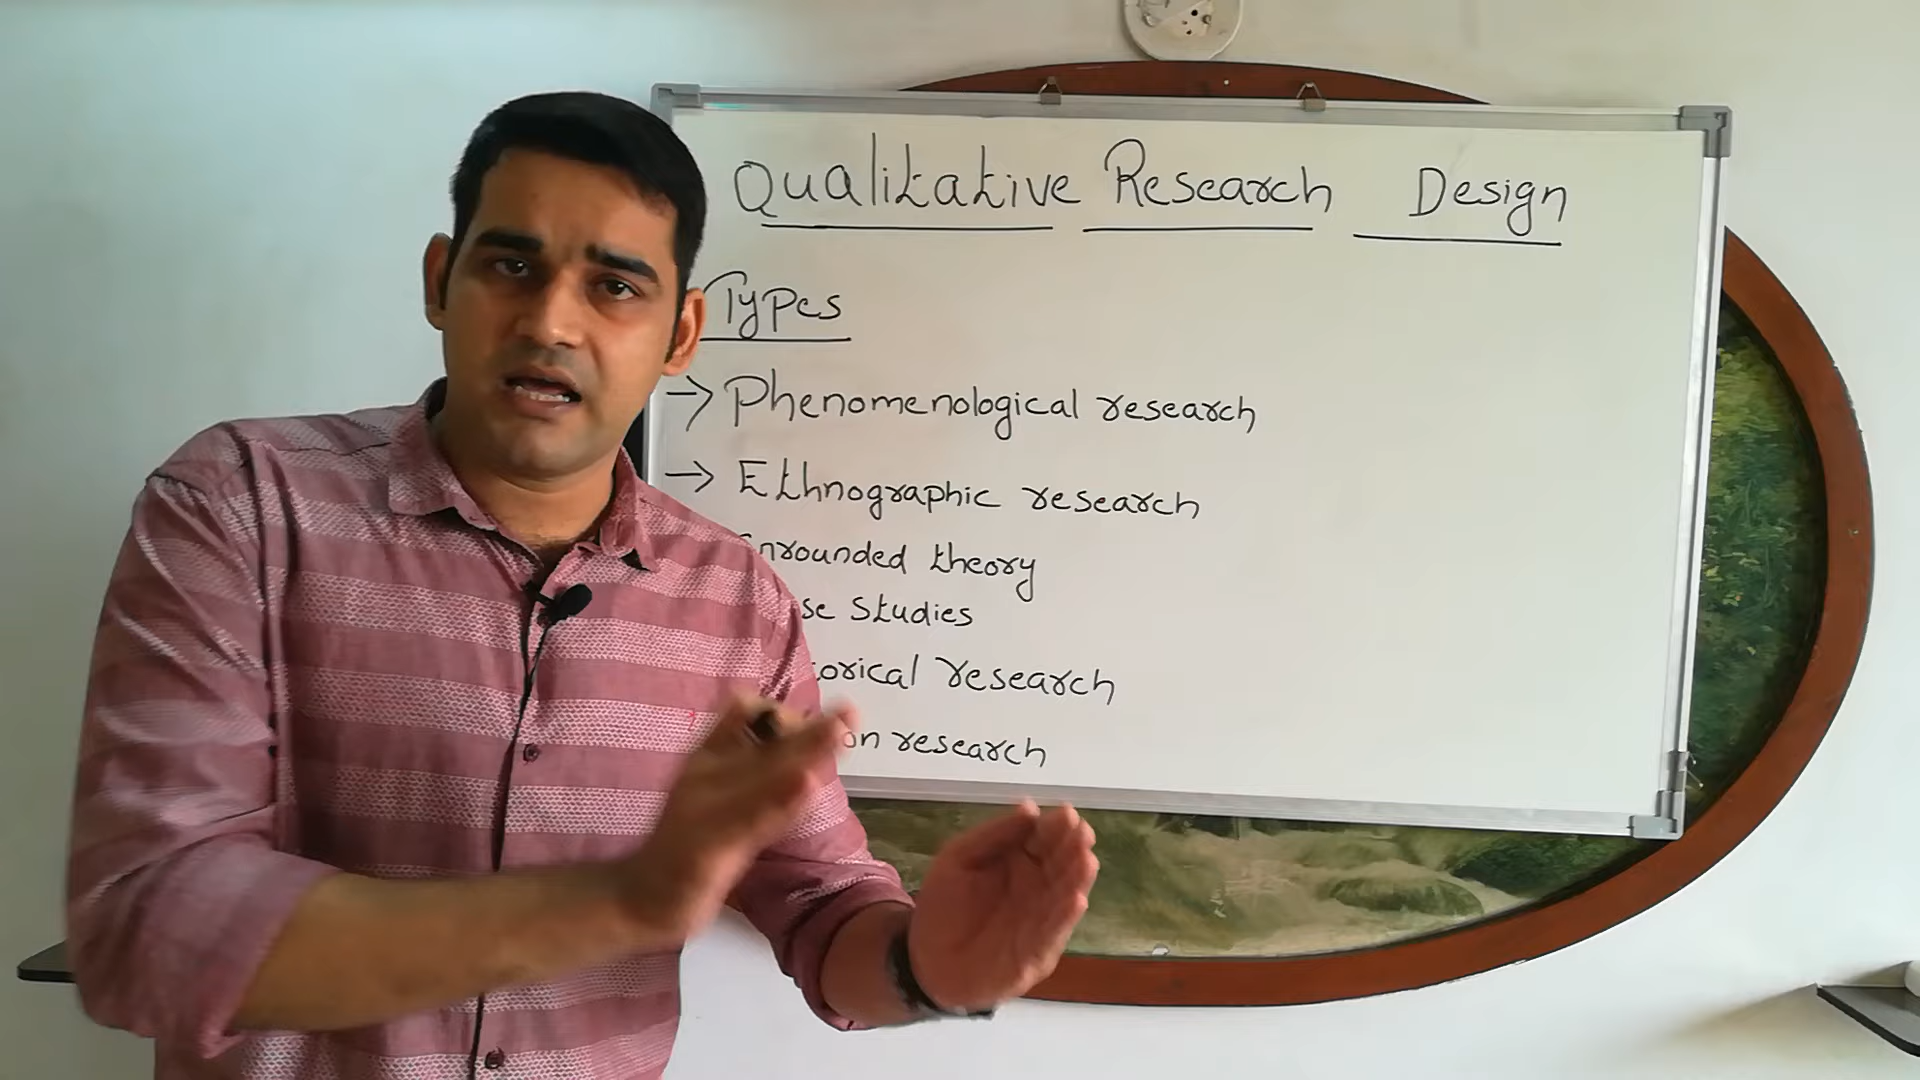 Qualitative Research Design
Types
→ Phenomenological research
→ Ethnographic research
Grounded theory
Studies
research
research